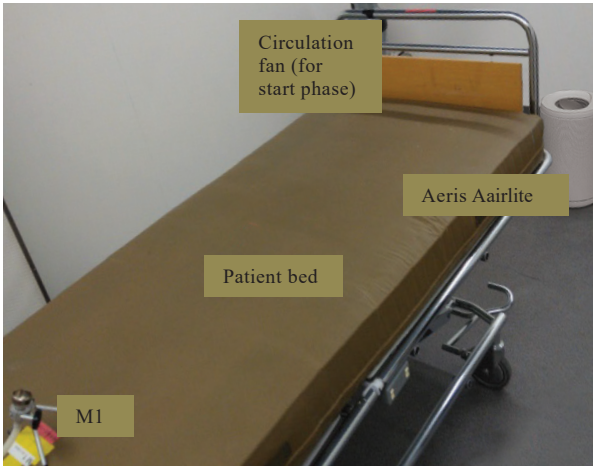 Circulation
fan (for
start phase)
Aeris Aairlite
Patient bed
M1